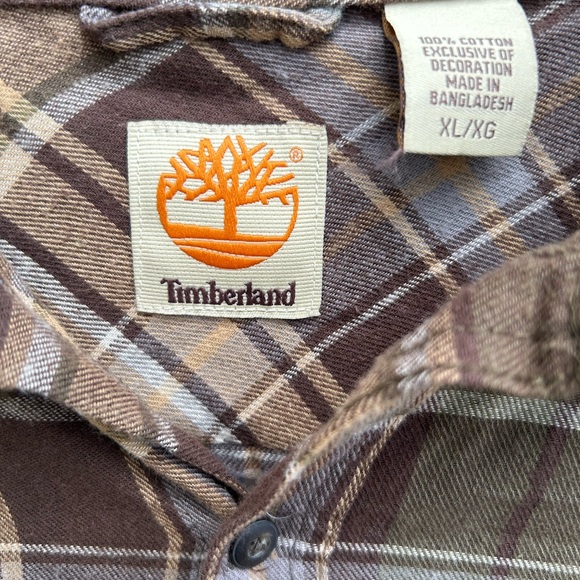 100% COTTON
EXCLUSIVE OF
DECORATION
MADE IN
BANGLADESH
XL/XG
®
Timberland